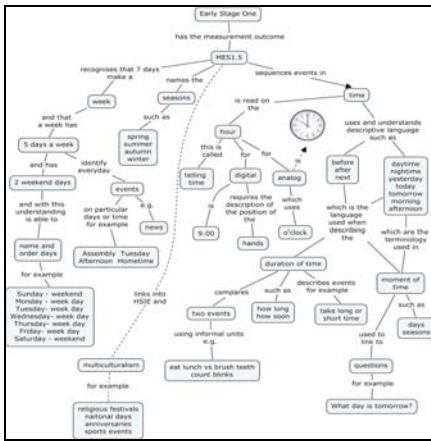 Early Stage One
has the measurement outcome
MES1.5
recognises that 7 days
make a
names the
sequences events in
week
seasons
time
and that
a week has
such as
is read on
the
uses and understands
descriptive language
such as
5 days a week
spring
summer
autumn
winter
hour
before
after
next
daytime
nighttime
yesterday
today
tomorrow
morning
afternoon
and has
identify
everyday
this is
called
for
for
is
2 weekend days
events
telling
time
digital
analog
and with this
understanding
is able to
on particular
days or time
for example
e.g.
news
is
requires the
description
of the
position of
the
which
uses
which is the
language
used when
describing
the
which are the
terminology
used in
name and
order days
Assembly Tuesday
Afternoon Hometime
9:00
hands
o'clock
for example
duration of time
moment of
time
Sunday - weekend
Monday - week day
Tuesday- week day
Wednesday- week day
Thursday- week day
Friday- week day
Saturday - weekend
links into
HSIE and
compares
such
as
describes events
for example
such
as
two events
how long
how soon
take long or
short time
days
seasons
using informal units
e.g.
used to
link to
multiculturalism
eat lunch vs brush teeth
count blinks
questions
for example
for example
religious festivals
naitonal days
anniversaries
sports events
What day is tomorrow?